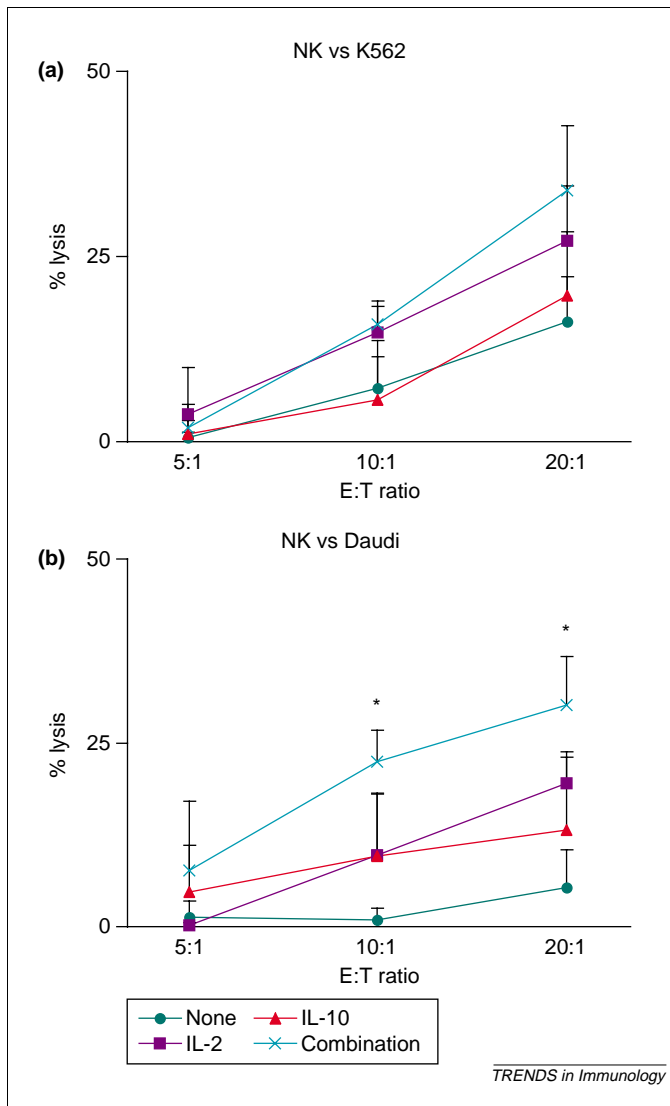 NK vs K562
(a)
50
25
0
% lysis
5:1
10:1
20:1
E:T ratio
NK vs Daudi
(b)
50
25
0
% lysis
*
*
5:1
10:1
20:1
E:T ratio
None
IL-10
IL-2
Combination
TRENDS in Immunology